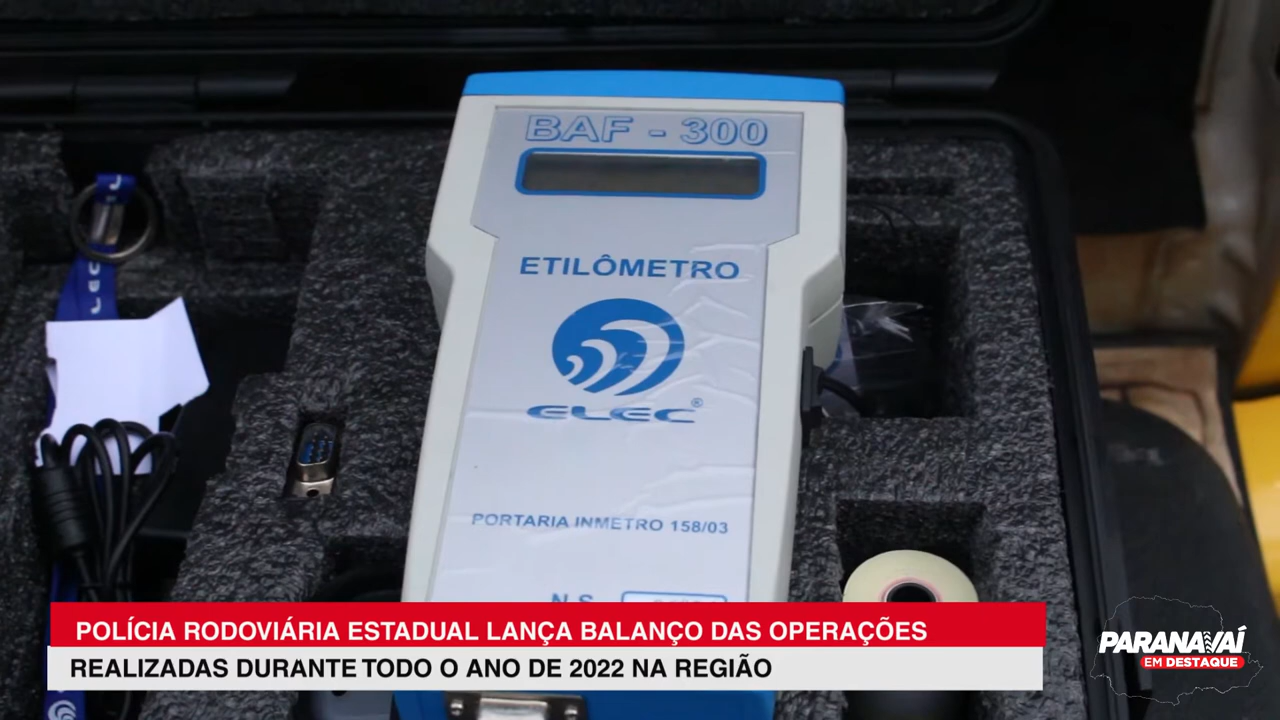 BAF - 300
ETILÔMETRO
ELEC®
PORTARIA INMETRO 158/03
POLÍCIA RODOVIÁRIA ESTADUAL LANÇA BALANÇO DAS OPERAÇÕES
REALIZADAS DURANTE TODO O ANO DE 2022 NA REGIÃO
PARANAVAÍ
EM DESTAQUE